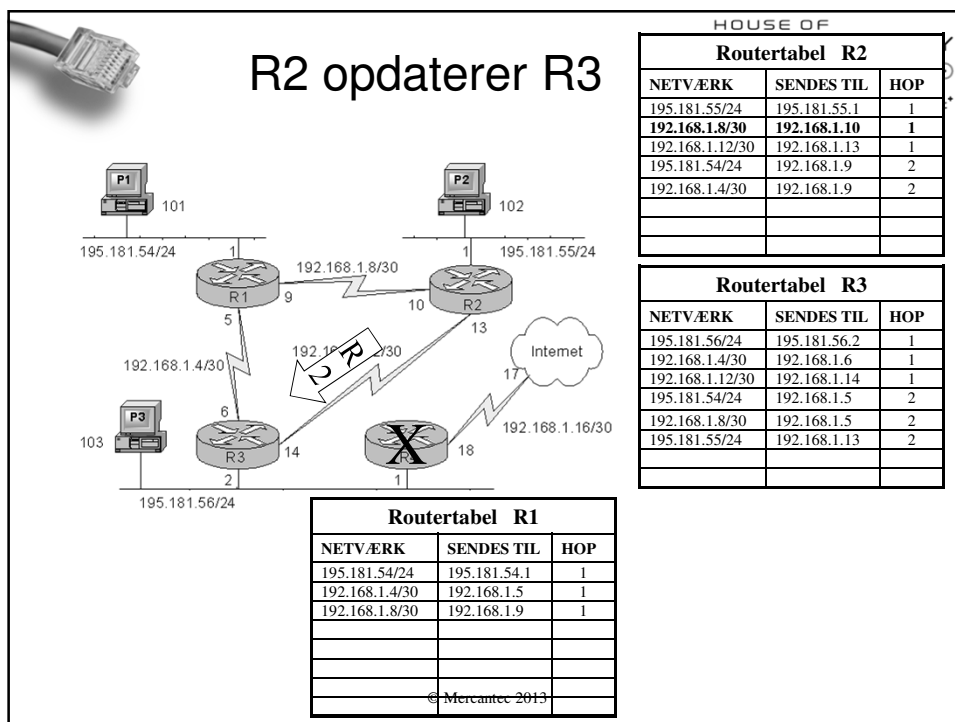 HOUSE OF
R2 opdaterer R3
Routertabel R2
NETVÆRK SENDES TIL HOP
195.181.55/24 195.181.55.1 1
192.168.1.8/30 192.168.1.10 1
192.168.1.12/30 192.168.1.13 1
195.181.54/24 192.168.1.9 2
192.168.1.4/30 192.168.1.9 2
P1
101
P2
102
195.181.54/24
1
1
195.181.55/24
192.168.1.8/30
R1
9
10
R2
5
13
Routertabel R3
NETVÆRK SENDES TIL HOP
195.181.56/24 195.181.56.2 1
192.168.1.4/30 192.168.1.6 1
192.168.1.12/30 192.168.1.14 1
195.181.54/24 192.168.1.5 2
192.168.1.8/30 192.168.1.5 2
195.181.55/24 192.168.1.13 2
R 2
Internet
17
192.168.1.4/30
192.168.1.16/30
P3
103
6
R3
14
2
X
18
1
195.181.56/24
Routertabel R1
NETVÆRK SENDES TIL HOP
195.181.54/24 195.181.54.1 1
192.168.1.4/30 192.168.1.5 1
192.168.1.8/30 192.168.1.9 1
© Mercantec 2013